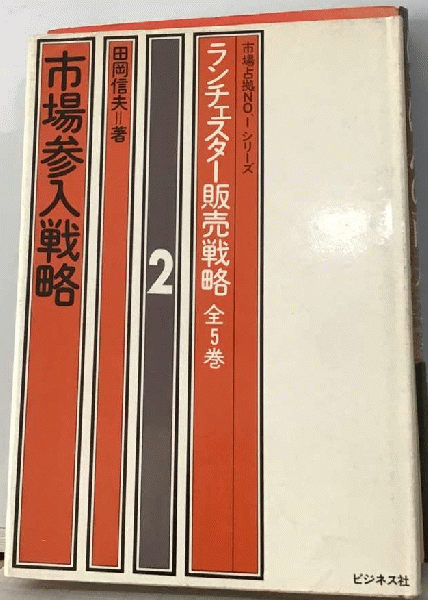 市場占拠NO.1シリーズ
ランチェスター販売戦略 全5巻
2
田岡信夫=著
市場参入戦略
ビジネス社